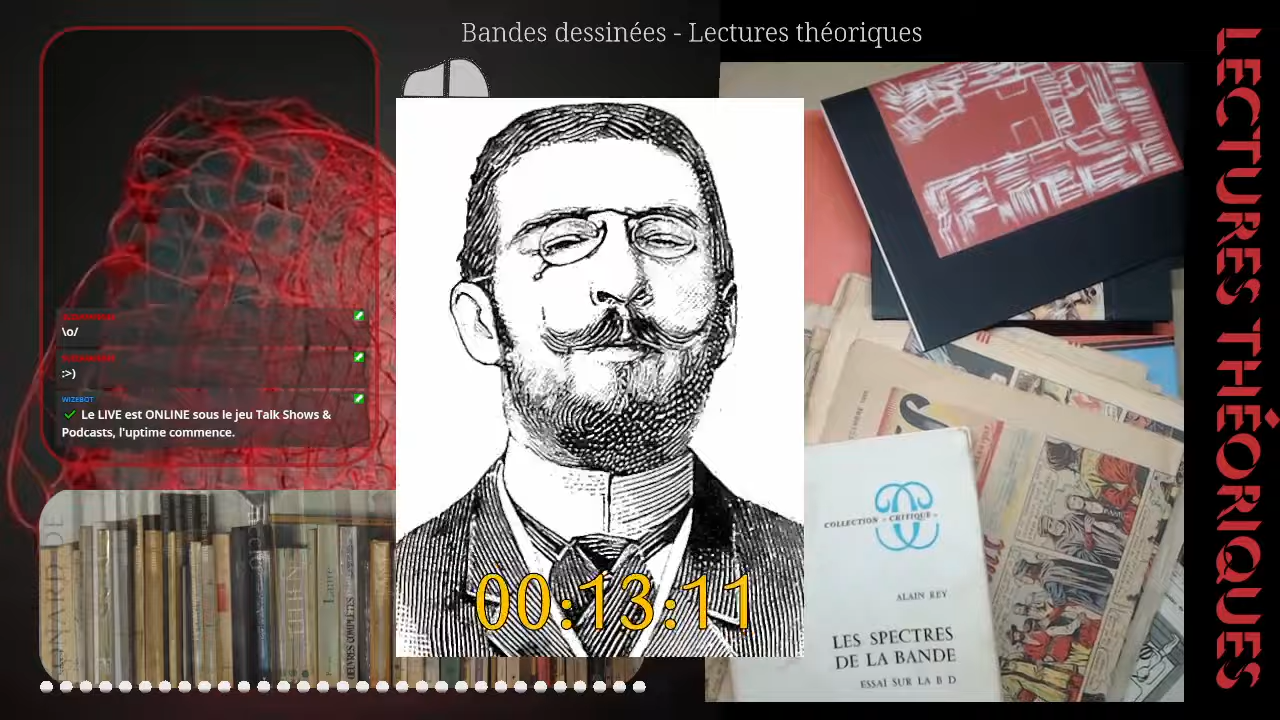 Bandes dessinées - Lectures théoriques
LECTURES THÉORIQUES
\o/
:>)
WIZEBOT
Le LIVE est ONLINE sous le jeu Talk Shows &
Podcasts, l'uptime commence.
00:13:11
COLLECTION « CRITIQUE »
ALAIN REY
LES SPECTRES
DE LA BANDE
ESSAI SUR LA B D